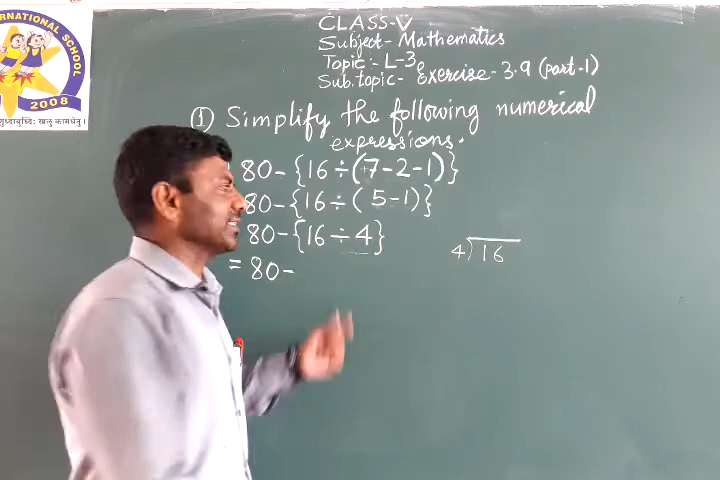 RNATIONAL SCHOOL
2008
CLASS-V
Subject- Mathematics
Topic:- L-3
Sub.topic- Exercise-3.9 (part-1)
① Simplify the following numerical
expressions.
80-{16÷(7-2-1)}
80-{16÷(5-1)}
80-{16÷4}
4)16
=80-